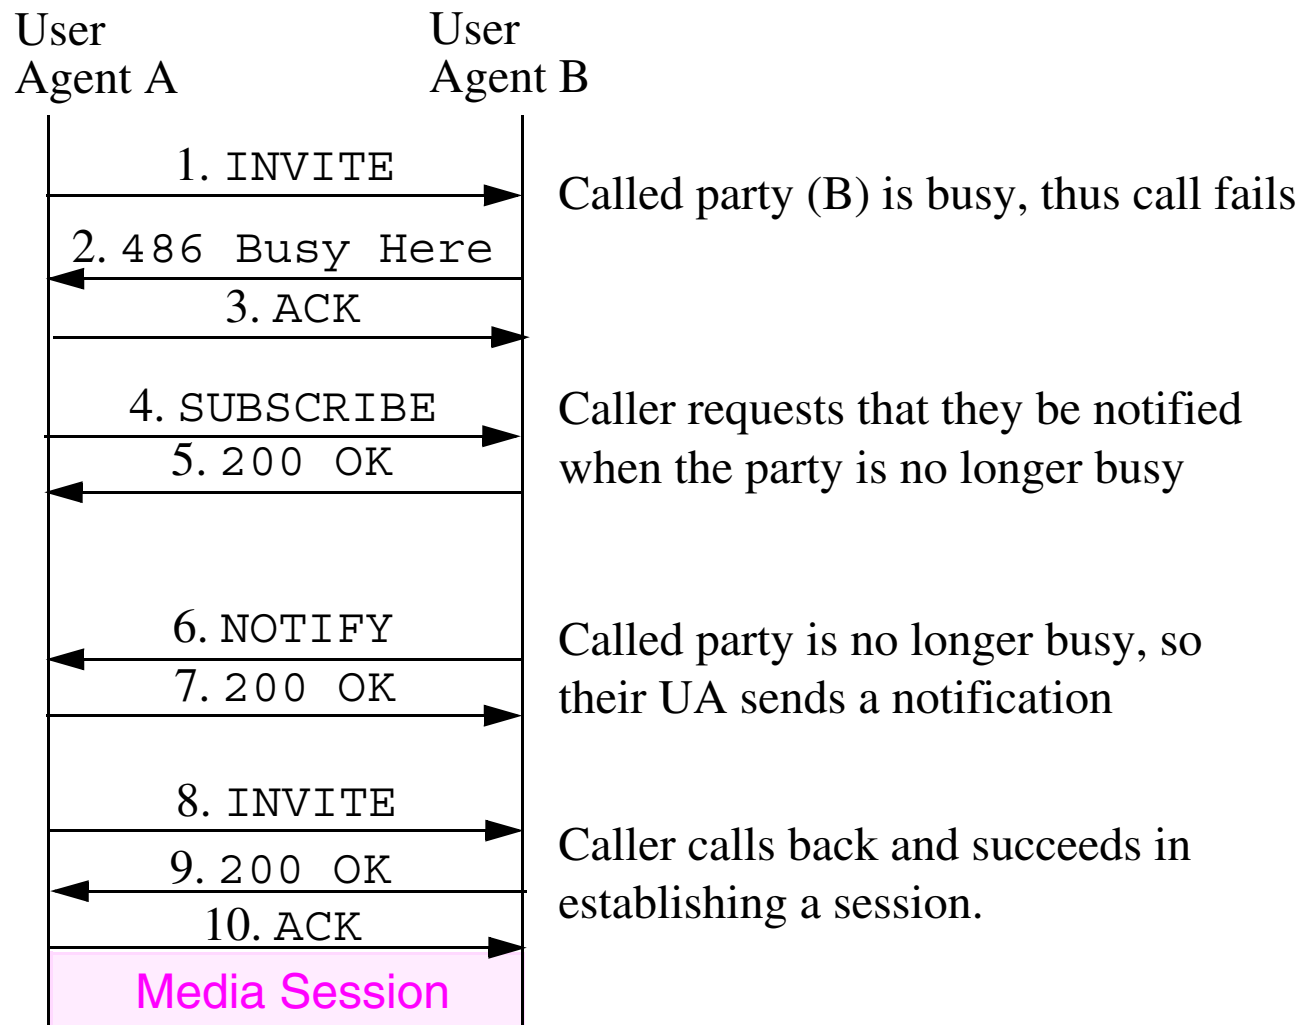 User
Agent A
User
Agent B
1. INVITE
Called party (B) is busy, thus call fails
2. 486 Busy Here
3. ACK
4. SUBSCRIBE
Caller requests that they be notified
5. 200 OK
when the party is no longer busy
6. NOTIFY
Called party is no longer busy, so
7. 200 OK
their UA sends a notification
8. INVITE
Caller calls back and succeeds in
9. 200 OK
establishing a session.
10. ACK
Media Session